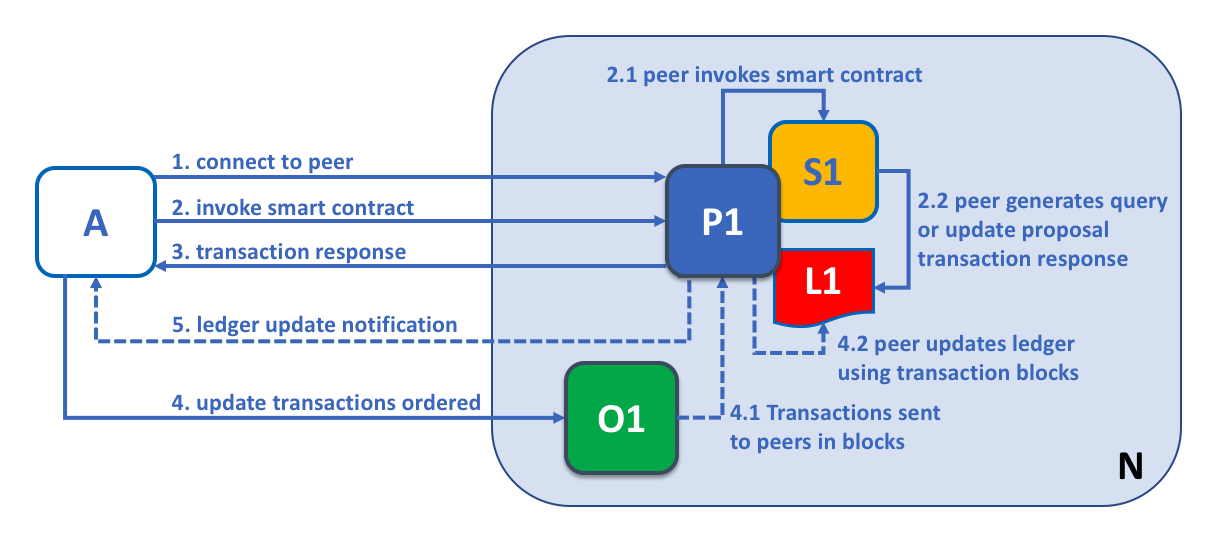 2.1 peer invokes smart contract
1. connect to peer
A
2. invoke smart contract
3. transaction response
P1
S1
2.2 peer generates query
or update proposal
transaction response
L1
5. ledger update notification
4.2 peer updates ledger
using transaction blocks
4. update transactions ordered
O1
4.1 Transactions sent
to peers in blocks
N